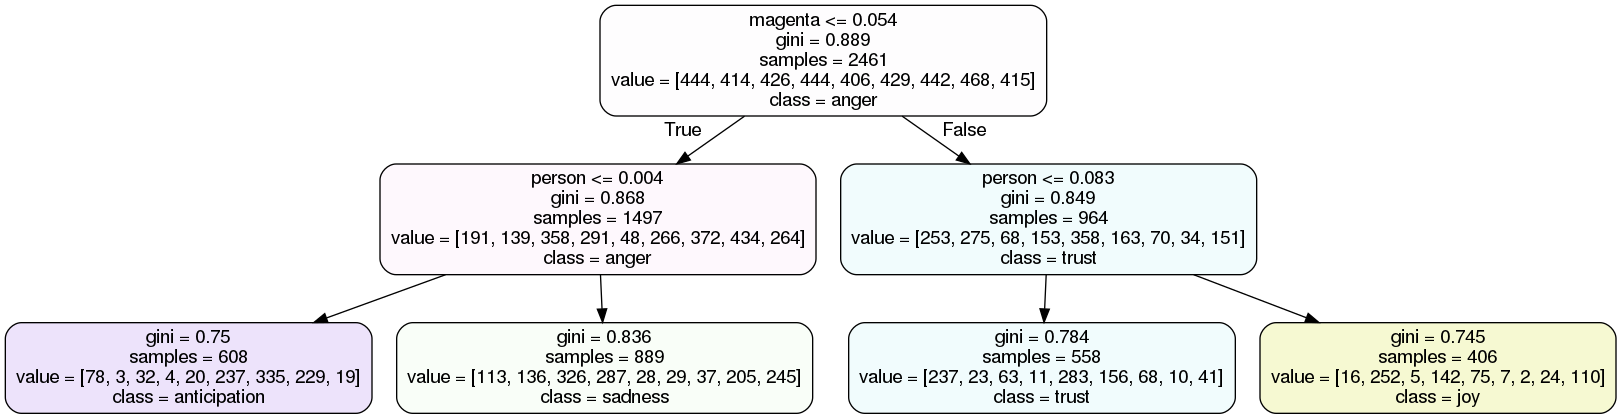 magenta <= 0.054
gini = 0.889
samples = 2461
value = [444, 414, 426, 444, 406, 429, 442, 468, 415]
class = anger
True
False
person <= 0.004
gini = 0.868
samples = 1497
value = [191, 139, 358, 291, 48, 266, 372, 434, 264]
class = anger
person <= 0.083
gini = 0.849
samples = 964
value = [253, 275, 68, 153, 358, 163, 70, 34, 151]
class = trust
gini = 0.75
samples = 608
value = [78, 3, 32, 4, 20, 237, 335, 229, 19]
class = anticipation
gini = 0.836
samples = 889
value = [113, 136, 326, 287, 28, 29, 37, 205, 245]
class = sadness
gini = 0.784
samples = 558
value = [237, 23, 63, 11, 283, 156, 68, 10, 41]
class = trust
gini = 0.745
samples = 406
value = [16, 252, 5, 142, 75, 7, 2, 24, 110]
class = joy